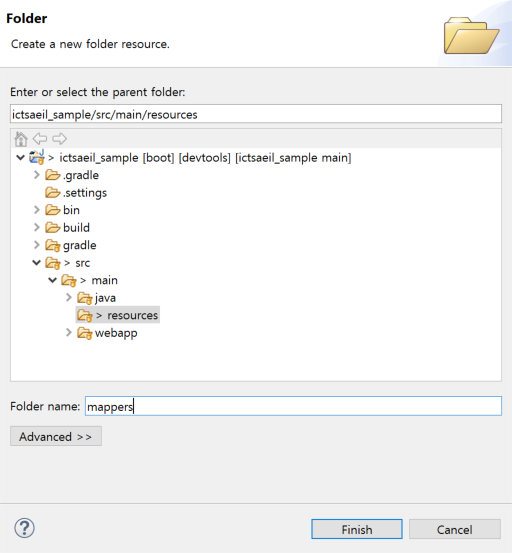 Folder
Create a new folder resource.
Enter or select the parent folder:
ictsaeil_sample/src/main/resources
> ictsaeil_sample [boot] [devtools] [ictsaeil_sample main]
.gradle
.settings
bin
build
gradle
> src
> main
java
> resources
webapp
Folder name: mappers
Advanced >>
?
Finish Cancel